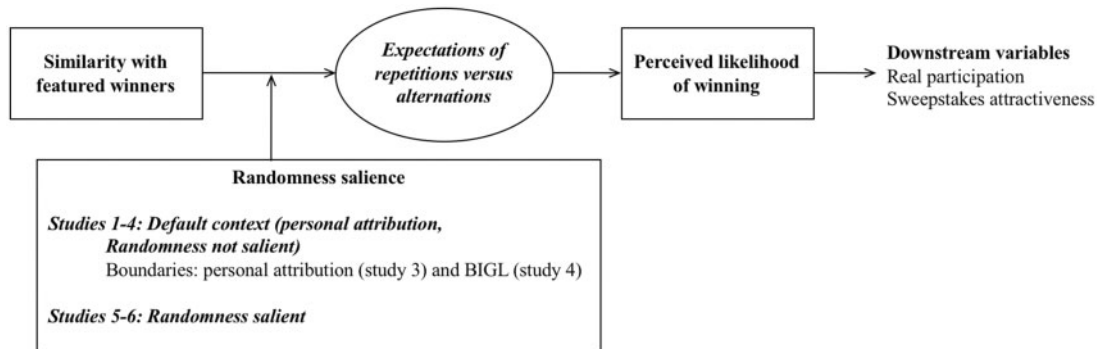 Similarity with
featured winners
Expectations of
repetitions versus
alternations
Perceived likelihood
of winning
Downstream variables
Real participation
Sweepstakes attractiveness
Randomness salience
Studies 1-4: Default context (personal attribution,
Randomness not salient)
Boundaries: personal attribution (study 3) and BIGL (study 4)
Studies 5-6: Randomness salient